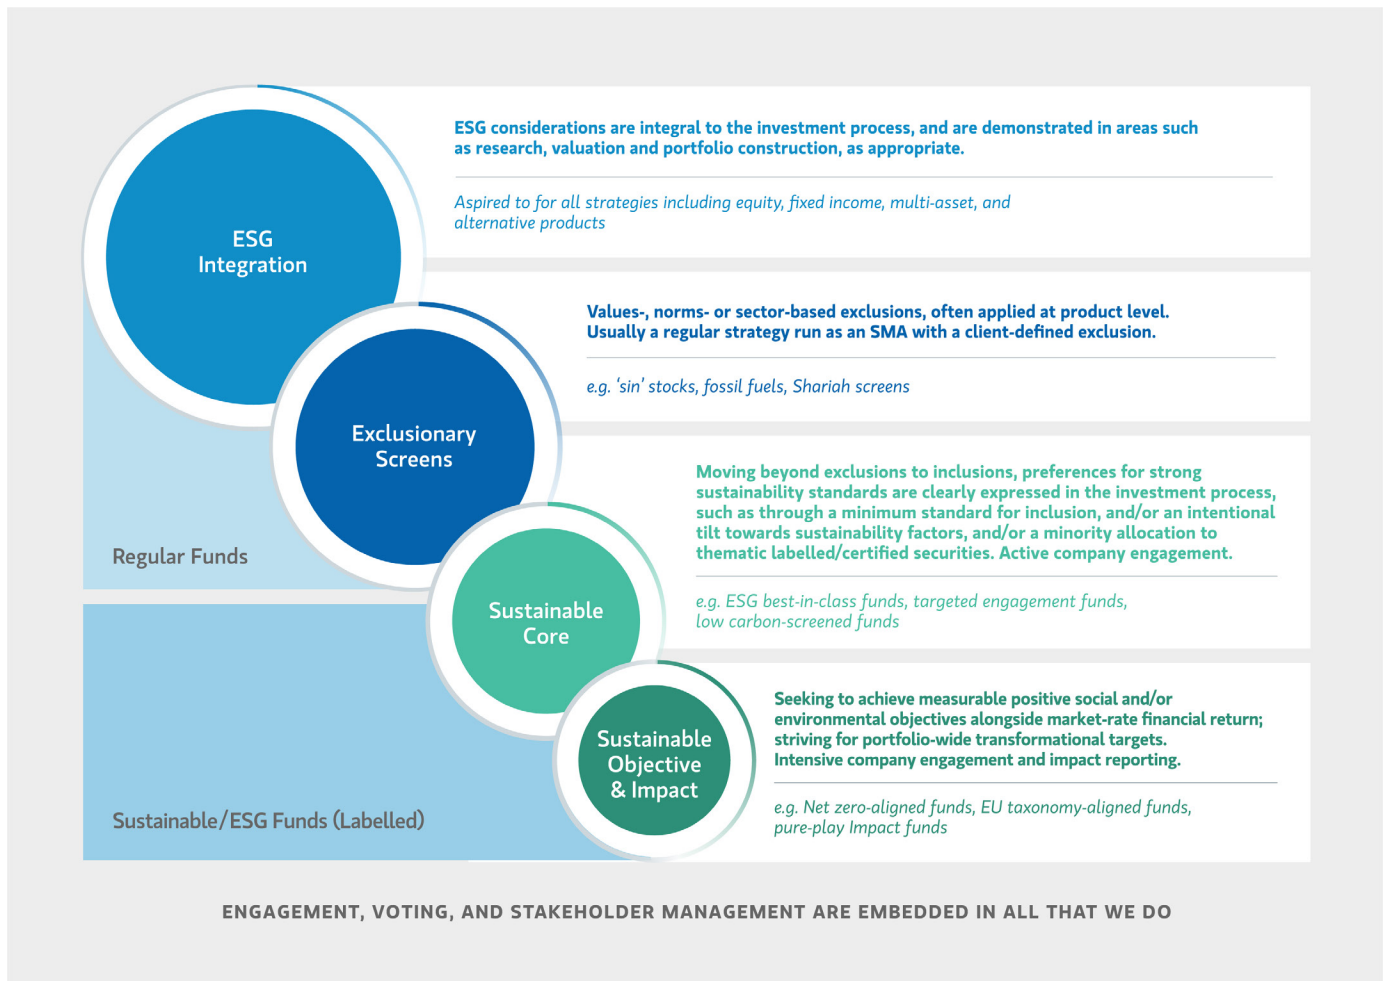 ESG considerations are integral to the investment process, and are demonstrated in areas such
as research, valuation and portfolio construction, as appropriate.
Aspired to for all strategies including equity, fixed income, multi-asset, and
alternative products
ESG
Integration
Values-, norms- or sector-based exclusions, often applied at product level.
Usually a regular strategy run as an SMA with a client-defined exclusion.
e.g. ‘sin’ stocks, fossil fuels, Shariah screens
Exclusionary
Screens
Regular Funds
Moving beyond exclusions to inclusions, preferences for strong
sustainability standards are clearly expressed in the investment process,
such as through a minimum standard for inclusion, and/or an intentional
tilt towards sustainability factors, and/or a minority allocation to
thematic labelled/certified securities. Active company engagement.
e.g. ESG best-in-class funds, targeted engagement funds,
low carbon-screened funds
Sustainable
Core
Seeking to achieve measurable positive social and/or
environmental objectives alongside market-rate financial return;
striving for portfolio-wide transformational targets.
Intensive company engagement and impact reporting.
e.g. Net zero-aligned funds, EU taxonomy-aligned funds,
pure-play Impact funds
Sustainable
Objective
& Impact
Sustainable/ESG Funds (Labelled)
ENGAGEMENT, VOTING, AND STAKEHOLDER MANAGEMENT ARE EMBEDDED IN ALL THAT WE DO